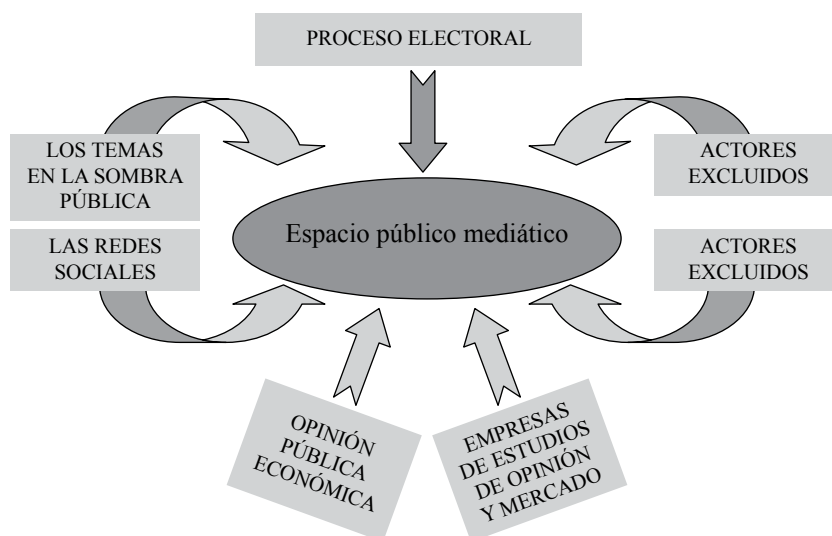 PROCESO ELECTORAL
LOS TEMAS
EN LA SOMBRA
PÚBLICA
ACTORES
EXCLUIDOS
Espacio público mediático
LAS REDES
SOCIALES
ACTORES
EXCLUIDOS
OPINIÓN
PÚBLICA
ECONÓMICA
EMPRESAS
DE ESTUDIOS
DE OPINIÓN
Y MERCADO